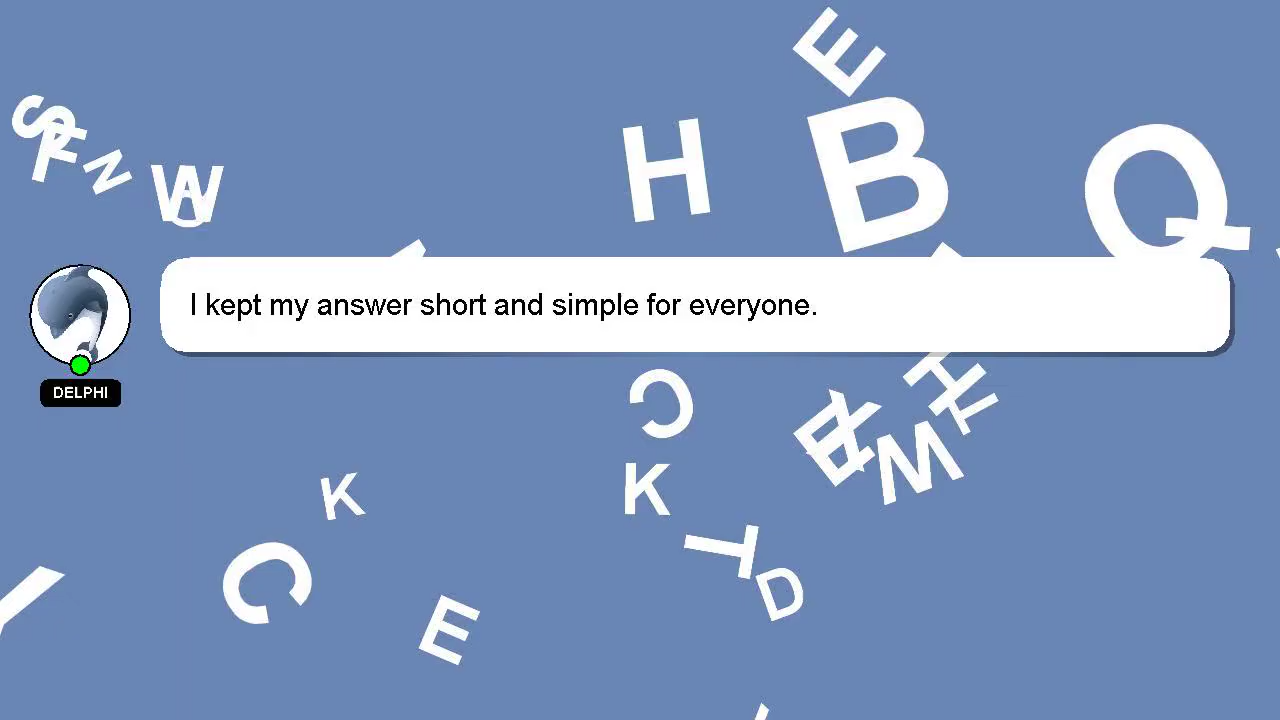 E
S
F
N
W
H
B
Q
I kept my answer short and simple for everyone.
DELPHI
C
H
E
M
K
K
T
D
C
E